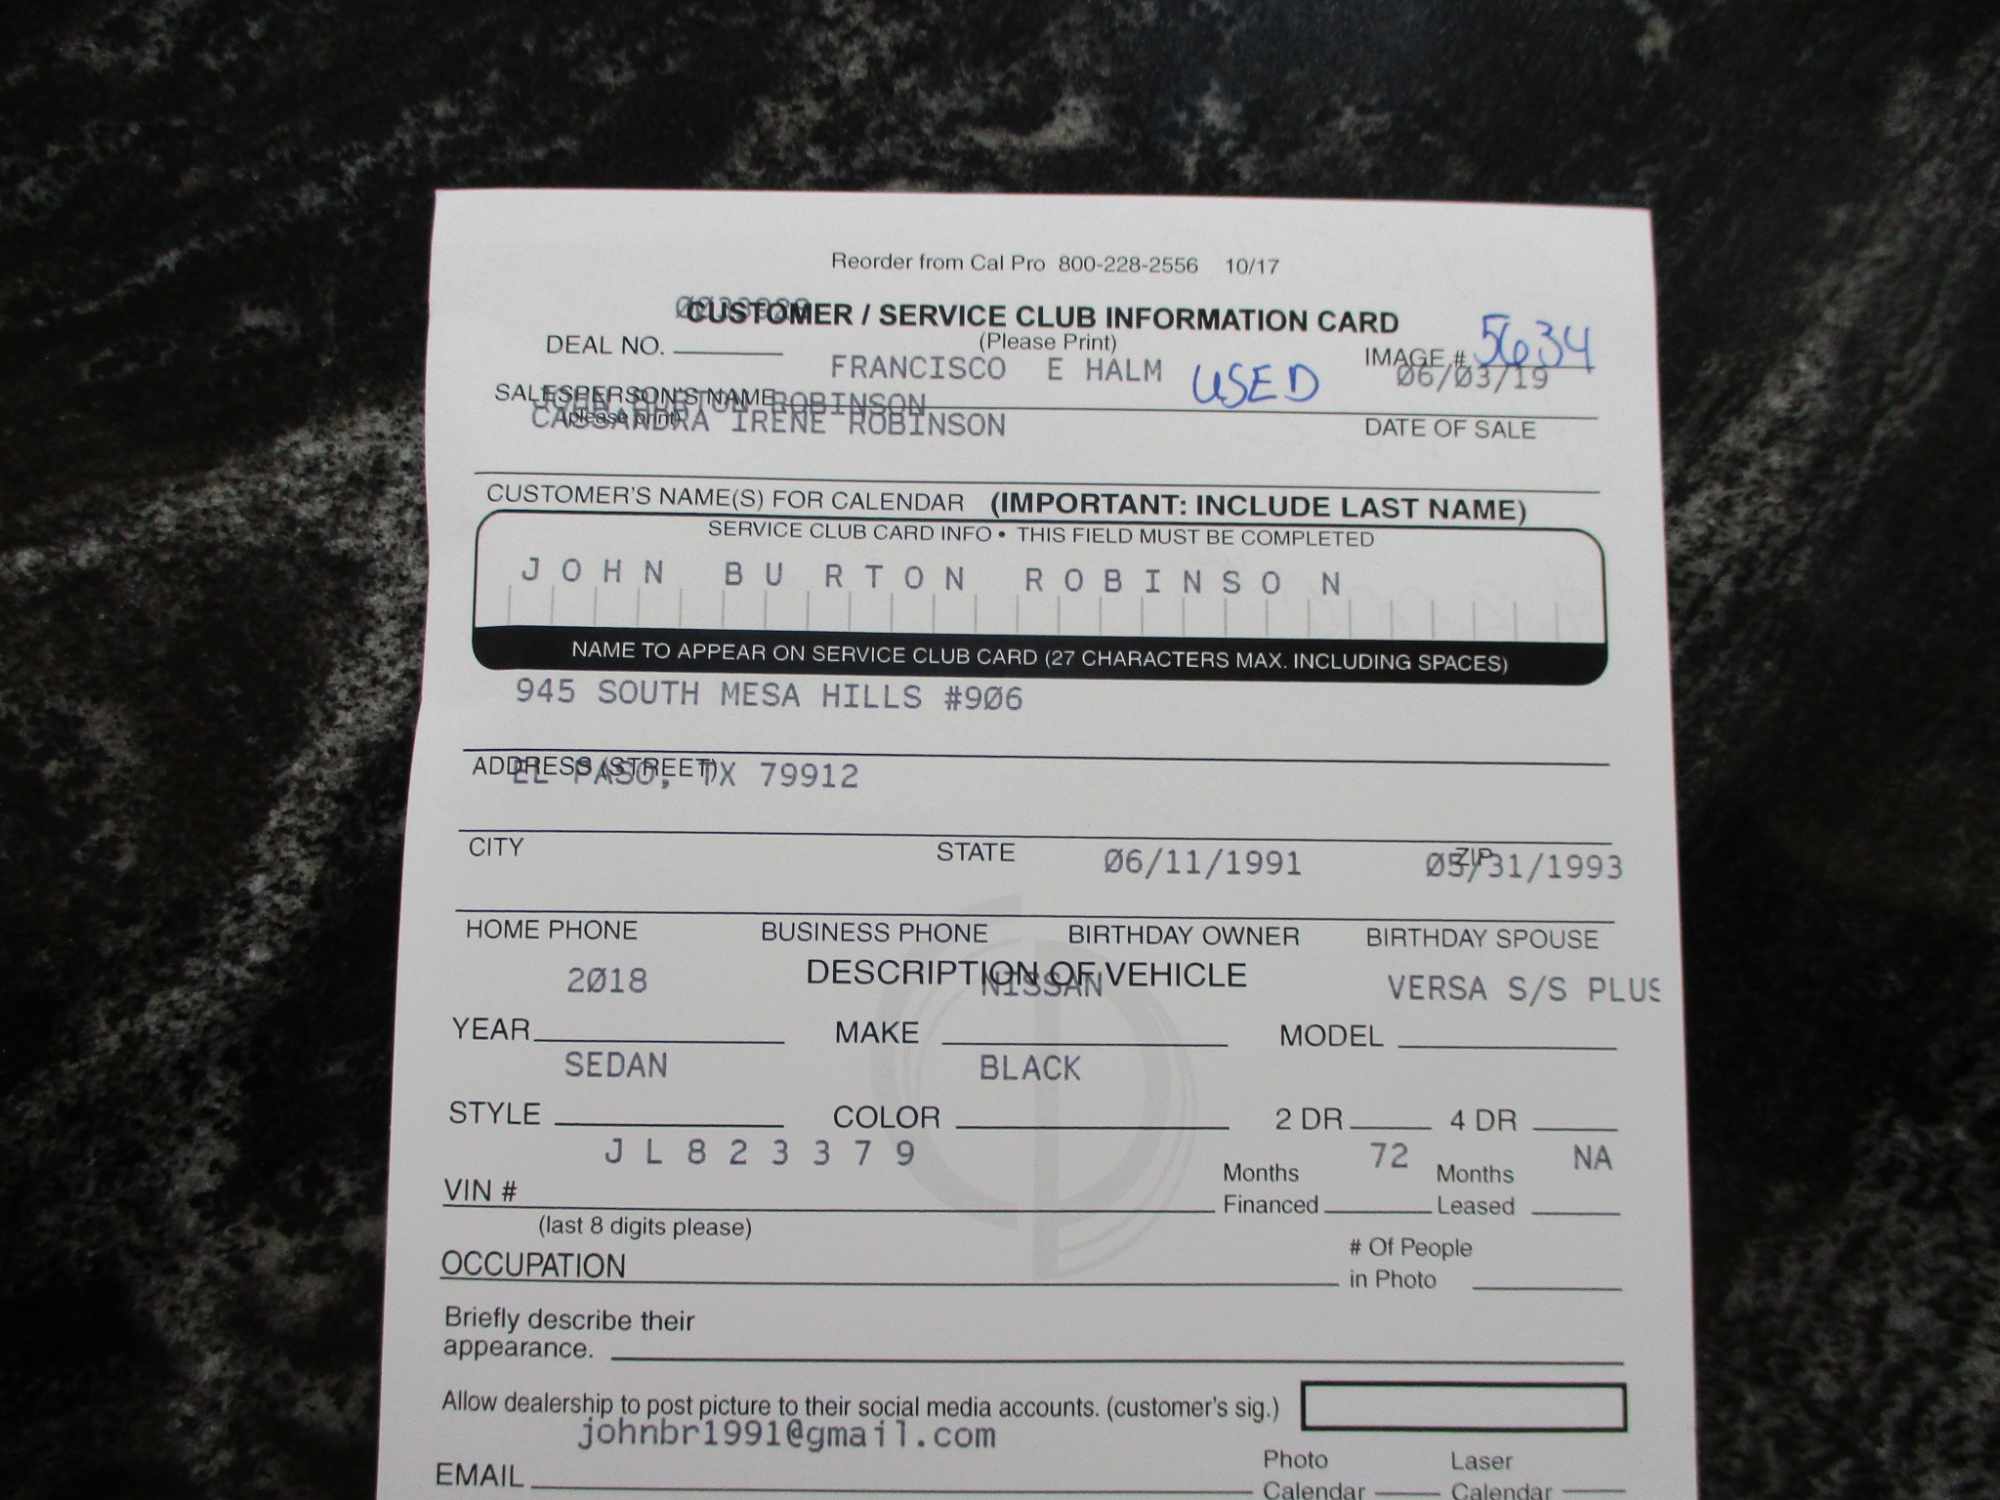 Reorder from Cal Pro 800-228-2556 10/17
CUSTOMER / SERVICE CLUB INFORMATION CARD
DEAL NO. (Please Print) IMAGE # 5634
FRANCISCO E HALM USED 06/03/19
SALESPERSON'S NAME
JOHN BURTON ROBINSON
(please print)
CASSANDRA IRENE ROBINSON DATE OF SALE
CUSTOMER'S NAME(S) FOR CALENDAR (IMPORTANT: INCLUDE LAST NAME)
SERVICE CLUB CARD INFO • THIS FIELD MUST BE COMPLETED
JOHN BURTON ROBINSON
NAME TO APPEAR ON SERVICE CLUB CARD (27 CHARACTERS MAX. INCLUDING SPACES)
945 SOUTH MESA HILLS #906
ADDRESS (STREET)
EL PASO, TX 79912
CITY STATE ZIP
06/11/1991 05/31/1993
HOME PHONE BUSINESS PHONE BIRTHDAY OWNER BIRTHDAY SPOUSE
DESCRIPTION OF VEHICLE
2018 NISSAN VERSA S/S PLUS
YEAR MAKE MODEL
SEDAN BLACK
STYLE COLOR 2 DR 4 DR
JL823379 72 NA
VIN # Months Financed Months Leased
(last 8 digits please)
OCCUPATION # Of People in Photo
Briefly describe their
appearance.
Allow dealership to post picture to their social media accounts. (customer's sig.)
johnbr1991@gmail.com
EMAIL Photo Calendar Laser Calendar